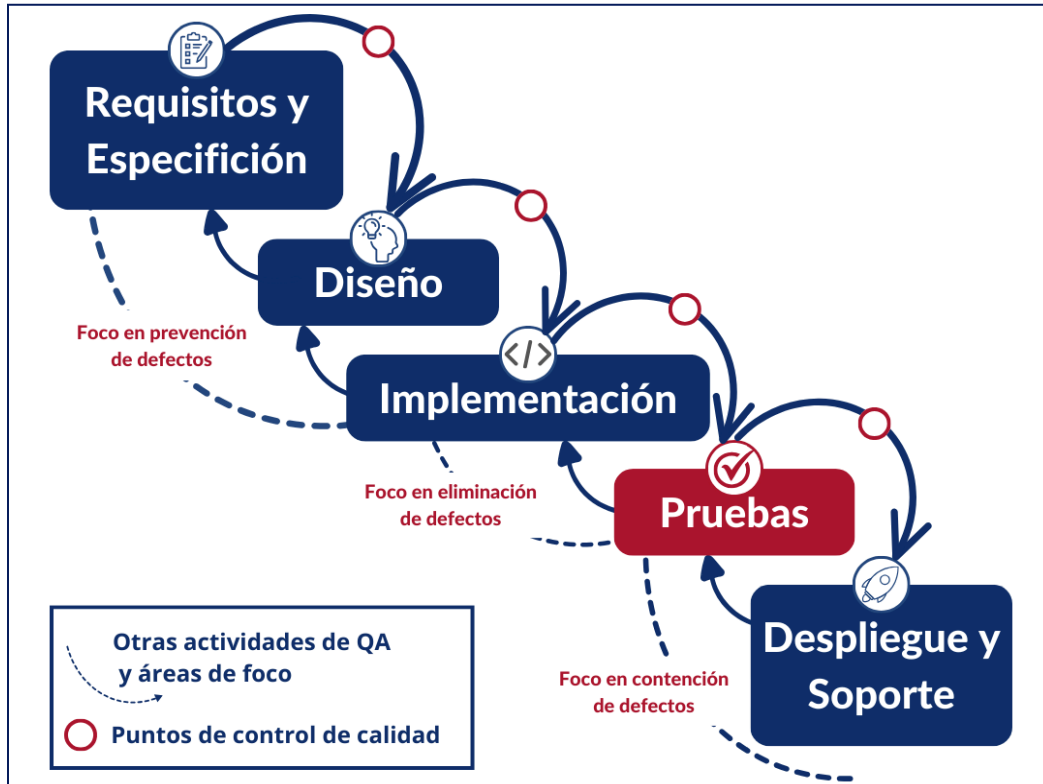 Requisitos y
Especifición
Diseño
Foco en prevención
de defectos
</>
Implementación
Foco en eliminación
de defectos
Pruebas
Despliegue y
Soporte
Foco en contención
de defectos
Otras actividades de QA
y áreas de foco
Puntos de control de calidad